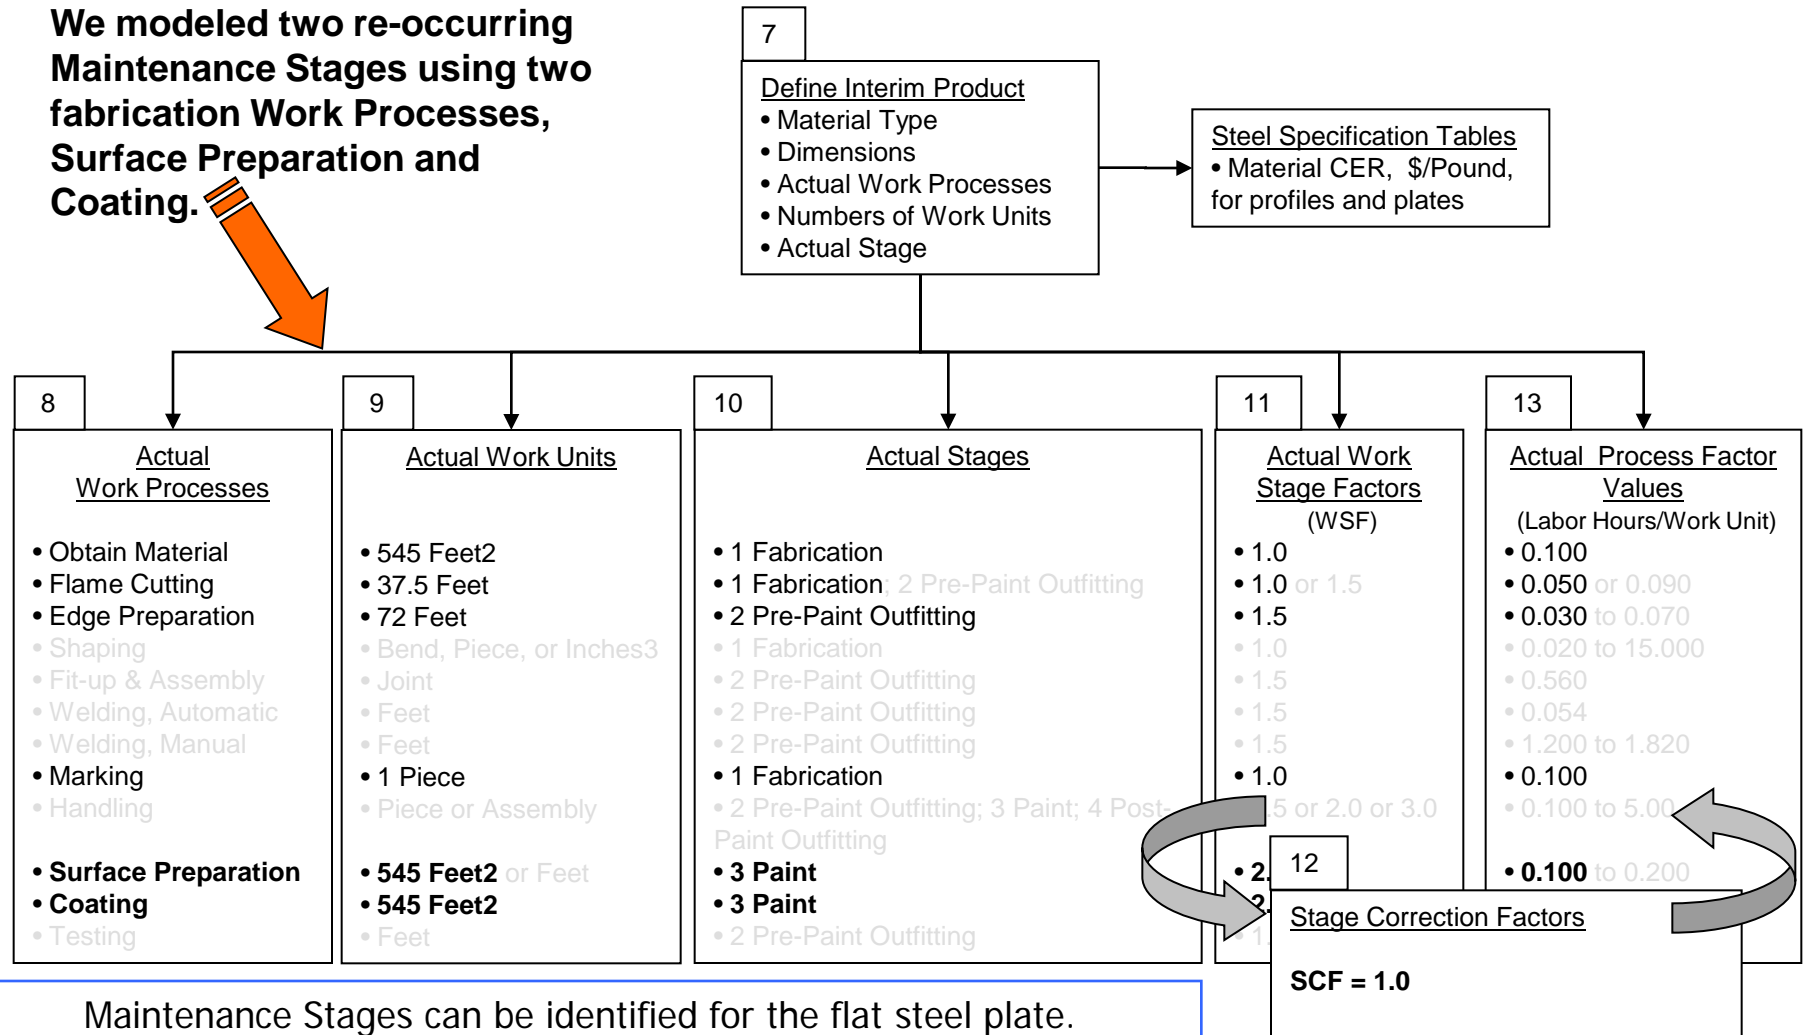 We modeled two re-occurring
Maintenance Stages using two
fabrication Work Processes,
Surface Preparation and
Coating.
7
Define Interim Product
• Material Type
• Dimensions
• Actual Work Processes
• Numbers of Work Units
• Actual Stage
Steel Specification Tables
• Material CER, $/Pound,
for profiles and plates
8
Actual
Work Processes
• Obtain Material
• Flame Cutting
• Edge Preparation
• Shaping
• Fit-up & Assembly
• Welding, Automatic
• Welding, Manual
• Marking
• Handling
• Surface Preparation
• Coating
• Testing
9
Actual Work Units
• 545 Feet2
• 37.5 Feet
• 72 Feet
• Bend, Piece, or Inches3
• Joint
• Feet
• Feet
• 1 Piece
• Piece or Assembly
• 545 Feet2 or Feet
• 545 Feet2
• Feet
10
Actual Stages
• 1 Fabrication
• 1 Fabrication; 2 Pre-Paint Outfitting
• 2 Pre-Paint Outfitting
• 1 Fabrication
• 2 Pre-Paint Outfitting
• 2 Pre-Paint Outfitting
• 2 Pre-Paint Outfitting
• 1 Fabrication
• 2 Pre-Paint Outfitting; 3 Paint; 4 Post-
Paint Outfitting
• 3 Paint
• 3 Paint
• 2 Pre-Paint Outfitting
11
Actual Work
Stage Factors
(WSF)
• 1.0
• 1.0 or 1.5
• 1.5
• 1.0
• 1.5
• 1.5
• 1.5
• 1.0
.5 or 2.0 or 3.0
• 2.
2.
1.
13
Actual Process Factor
Values
(Labor Hours/Work Unit)
• 0.100
• 0.050 or 0.090
• 0.030 to 0.070
• 0.020 to 15.000
• 0.560
• 0.054
• 1.200 to 1.820
• 0.100
• 0.100 to 5.00
• 0.100 to 0.200
12
Stage Correction Factors
SCF = 1.0
Maintenance Stages can be identified for the flat steel plate.